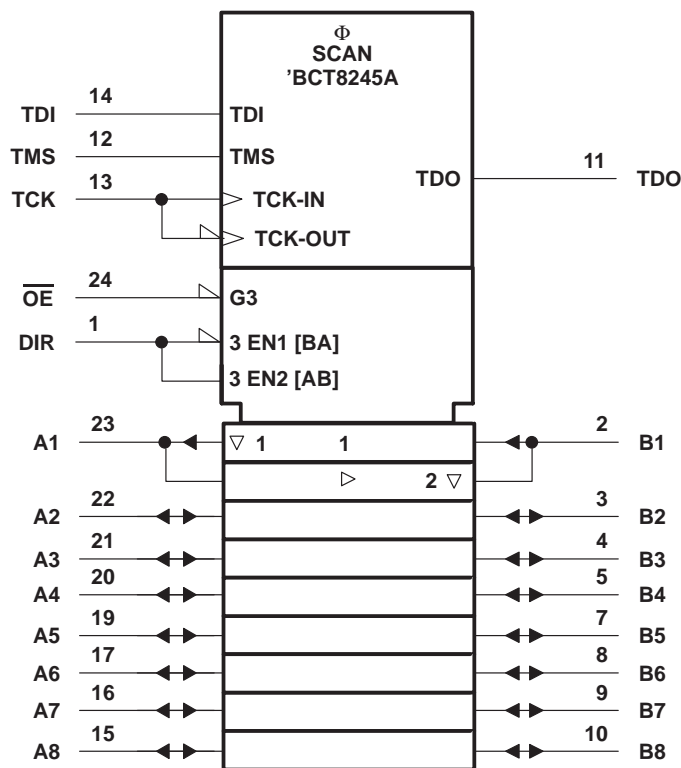 Φ
SCAN
'BCT8245A
TDI 14 TDI
TMS 12 TMS
TDO 11 TDO
TCK 13 TCK-IN
TCK-OUT
OE 24 G3
DIR 1 3 EN1 [BA]
3 EN2 [AB]
A1 23 ▽ 1 1 2 B1
▷ 2 ▽
A2 22 3 B2
A3 21 4 B3
A4 20 5 B4
A5 19 7 B5
A6 17 8 B6
A7 16 9 B7
A8 15 10 B8